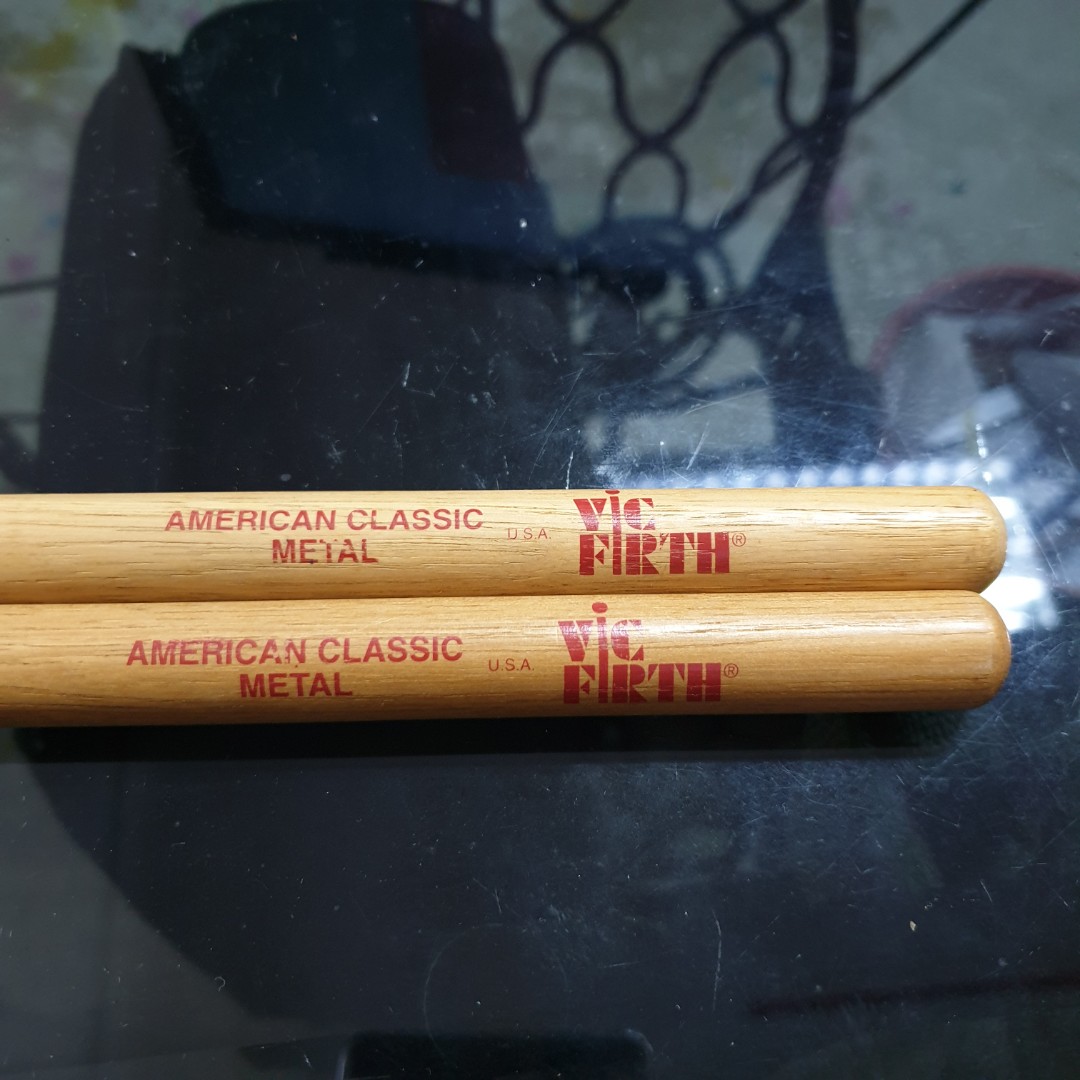 AMERICAN CLASSIC
METAL
U.S.A.
Vic
FIRTH®
AMERICAN CLASSIC
METAL
U.S.A.
Vic
FIRTH®